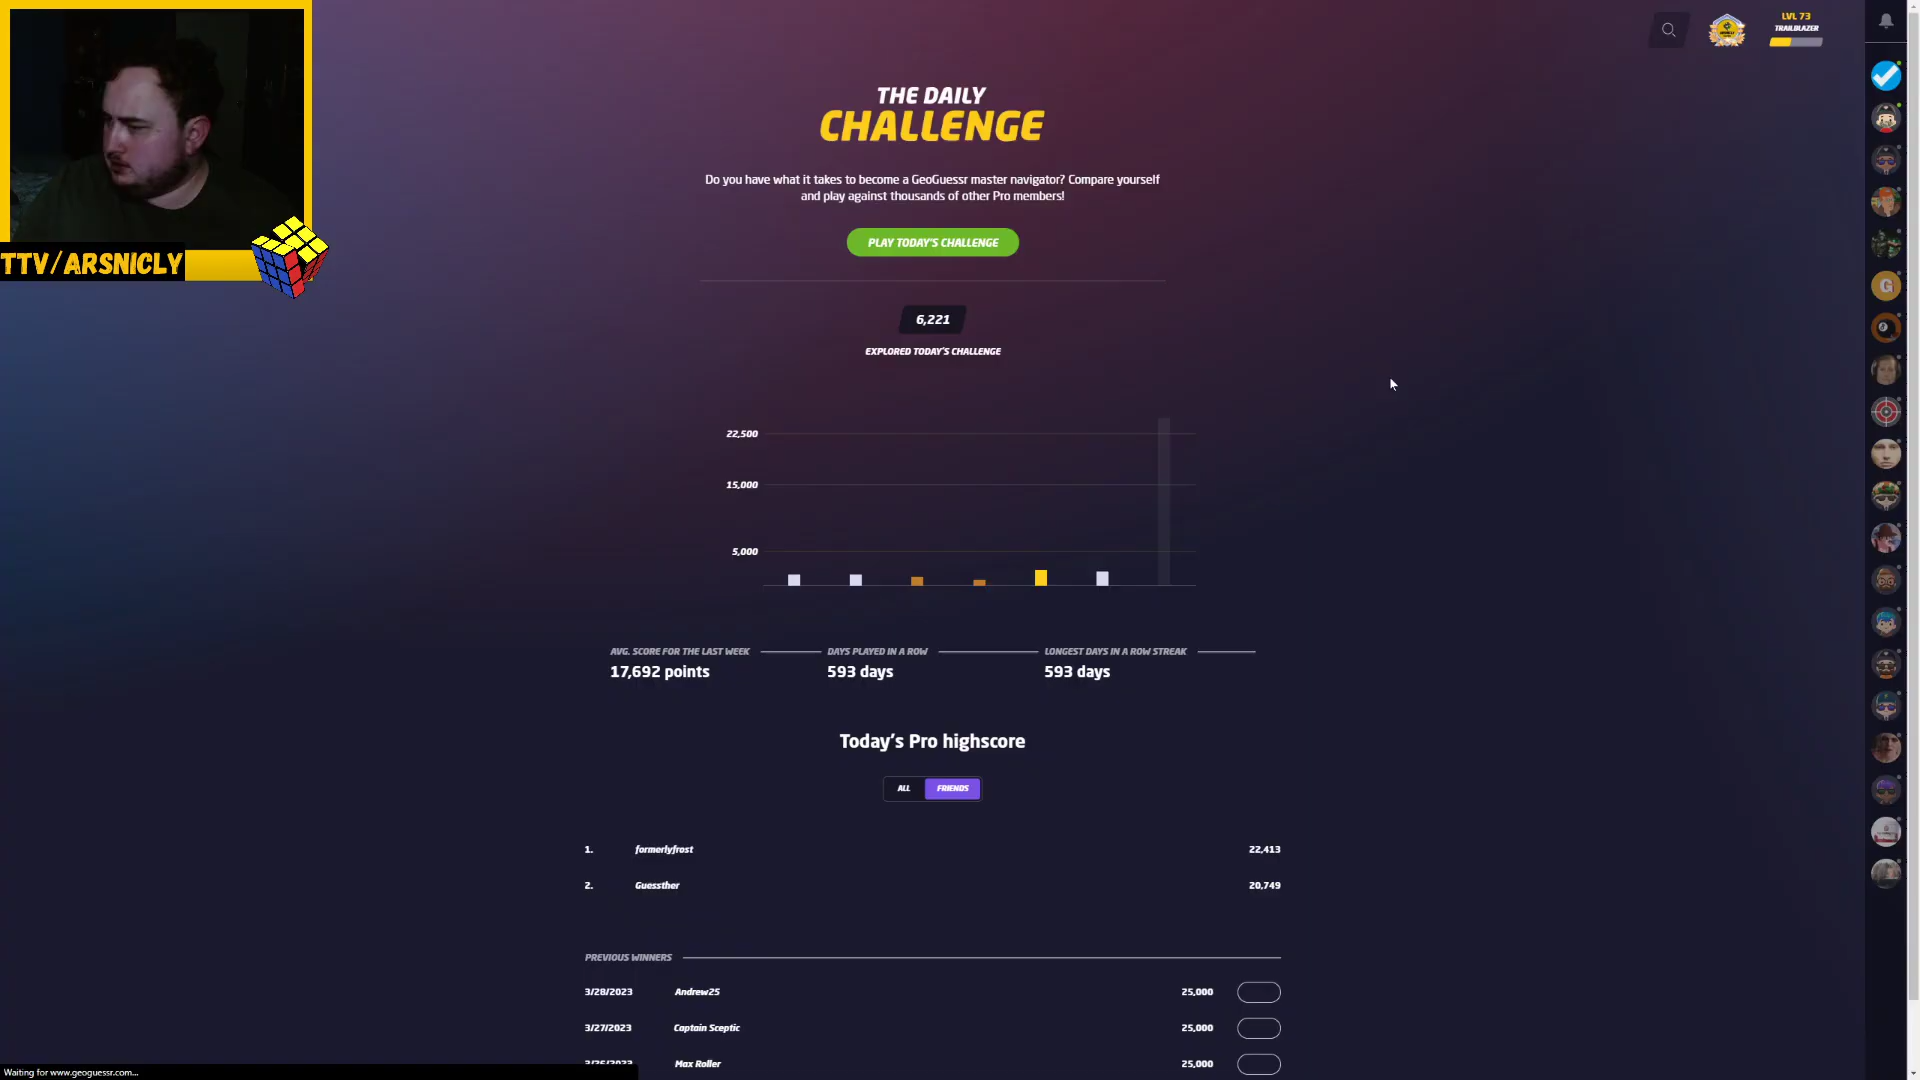 LVL 73
TRAILBLAZER
THE DAILY
CHALLENGE
Do you have what it takes to become a GeoGuessr master navigator? Compare yourself
and play against thousands of other Pro members!
PLAY TODAY'S CHALLENGE
TTV/ARSNICLY
6,221
EXPLORED TODAY'S CHALLENGE
22,500
15,000
5,000
AVG. SCORE FOR THE LAST WEEK
17,692 points
DAYS PLAYED IN A ROW
593 days
LONGEST DAYS IN A ROW STREAK
593 days
Today's Pro highscore
ALL
FRIENDS
1. formerlyfrost 22,413
2. Guessther 20,749
PREVIOUS WINNERS
3/28/2023 Andrew25 25,000
3/27/2023 Captain Sceptic 25,000
3/26/2023 Max Roller 25,000
Waiting for www.geoguessr.com...
G